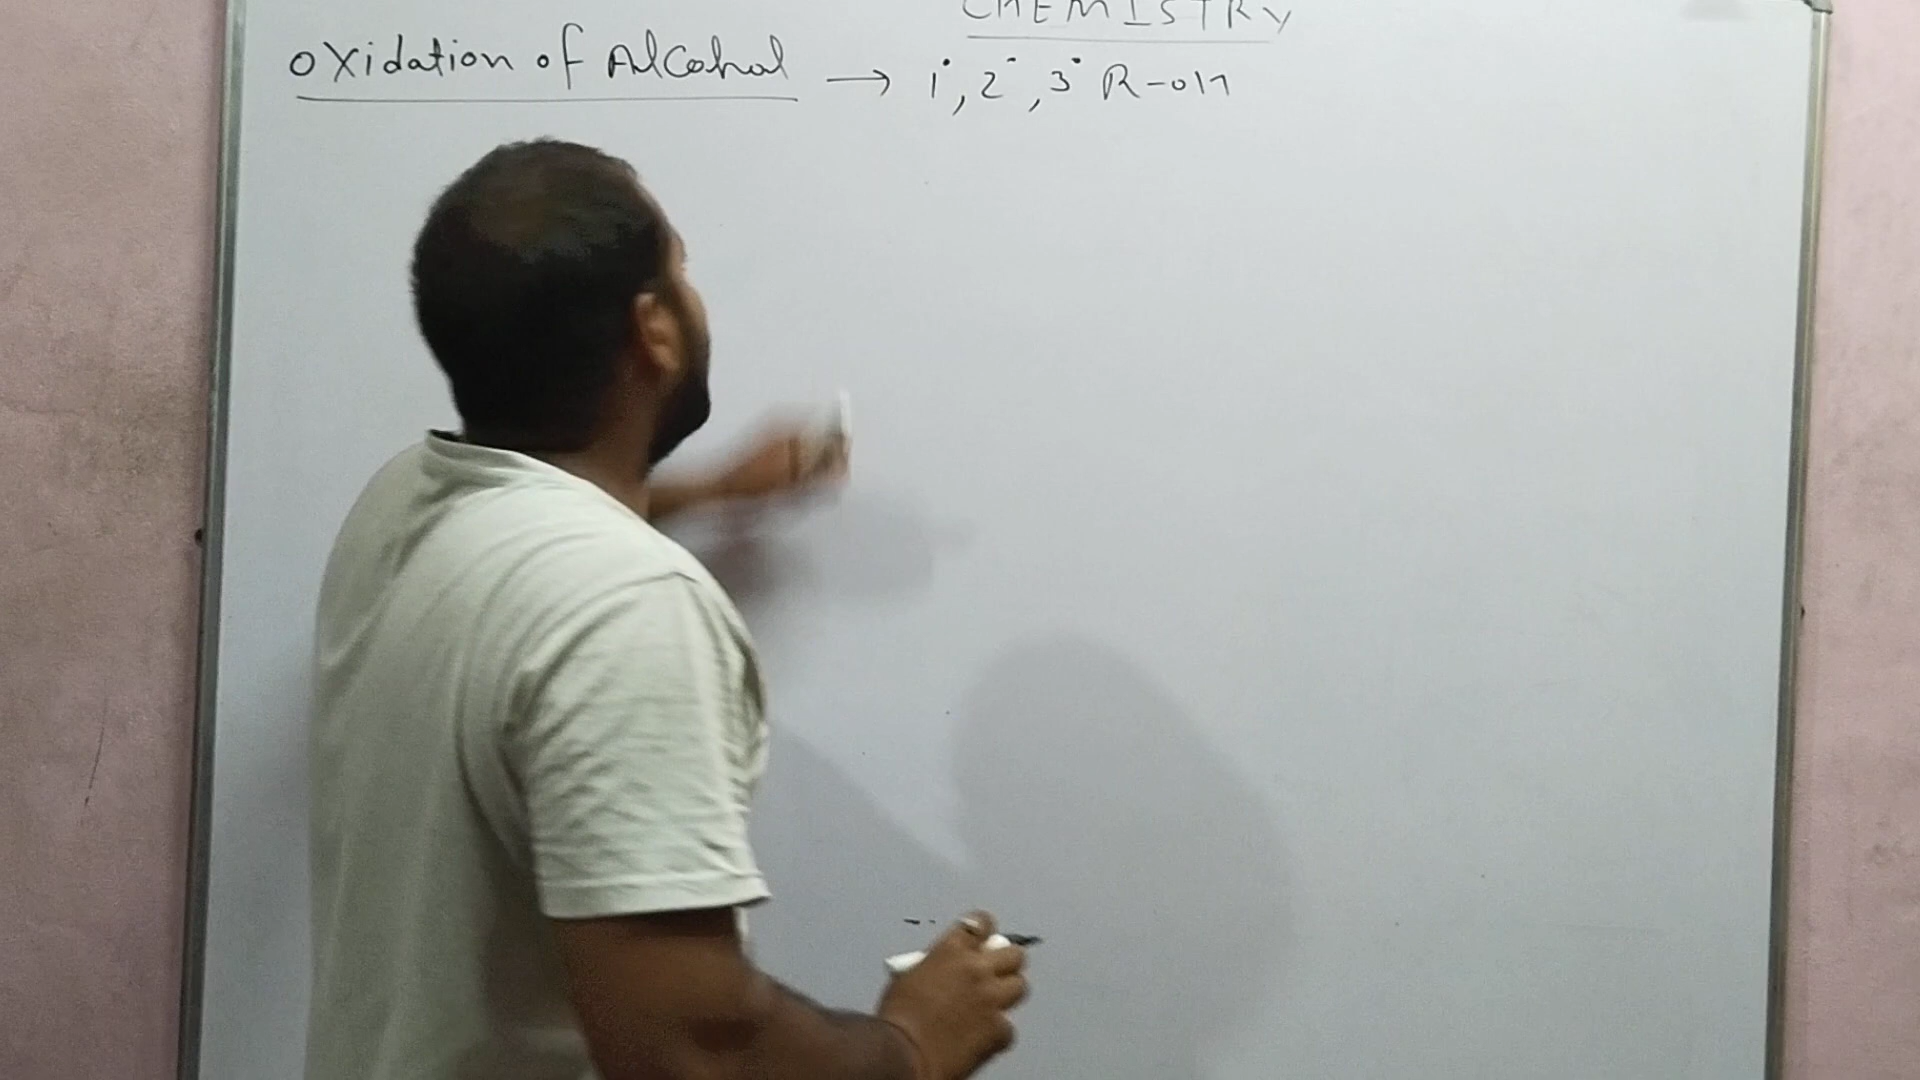 CHEMISTRY
Oxidation of Alcohal → 1°, 2°, 3° R-OH